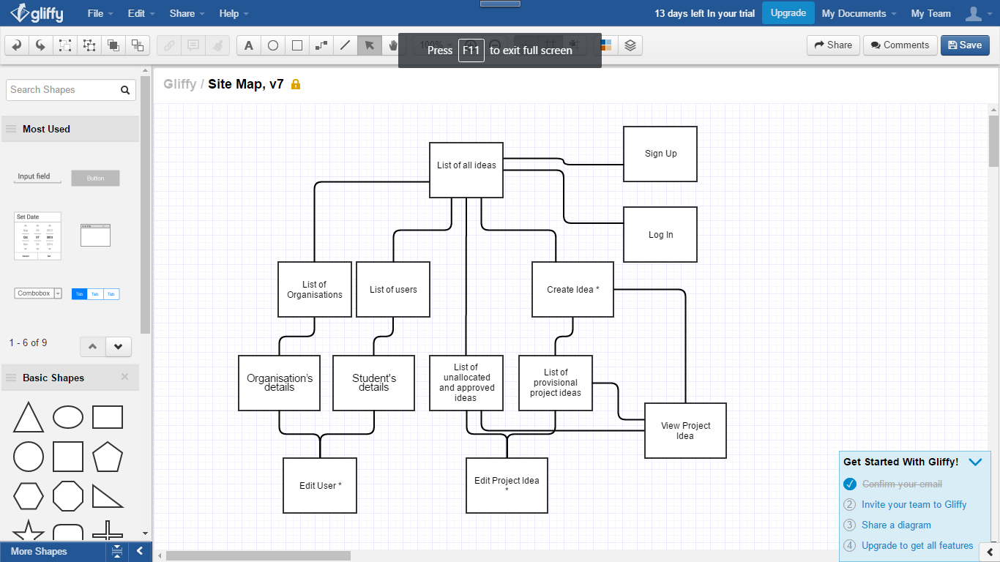 gliffy File Edit Share Help 13 days left In your trial Upgrade My Documents My Team
A 100% Press F11 to exit full screen Share Comments Save
Search Shapes
Gliffy / Site Map, v7
Most Used
Input field Button
Set Date
Combobox Tab Tab Tab
1 - 6 of 9
Basic Shapes
More Shapes
List of all ideas
Sign Up
Log In
List of
Organisations
List of users
Create Idea *
Organisation's
details
Student's
details
List of
unallocated
and approved
ideas
List of
provisional
project ideas
View Project
Idea
Edit User *
Edit Project Idea
*
Get Started With Gliffy!
Confirm your email
2 Invite your team to Gliffy
3 Share a diagram
4 Upgrade to get all features